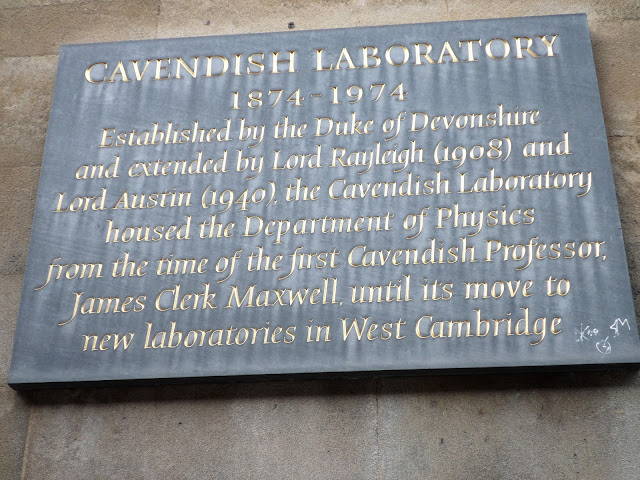 CAVENDISH LABORATORY
1874-1974
Established by the Duke of Devonshire
and extended by Lord Rayleigh (1908) and
Lord Austin (1940), the Cavendish Laboratory
housed the Department of Physics
from the time of the first Cavendish Professor,
James Clerk Maxwell, until its move to
new laboratories in West Cambridge